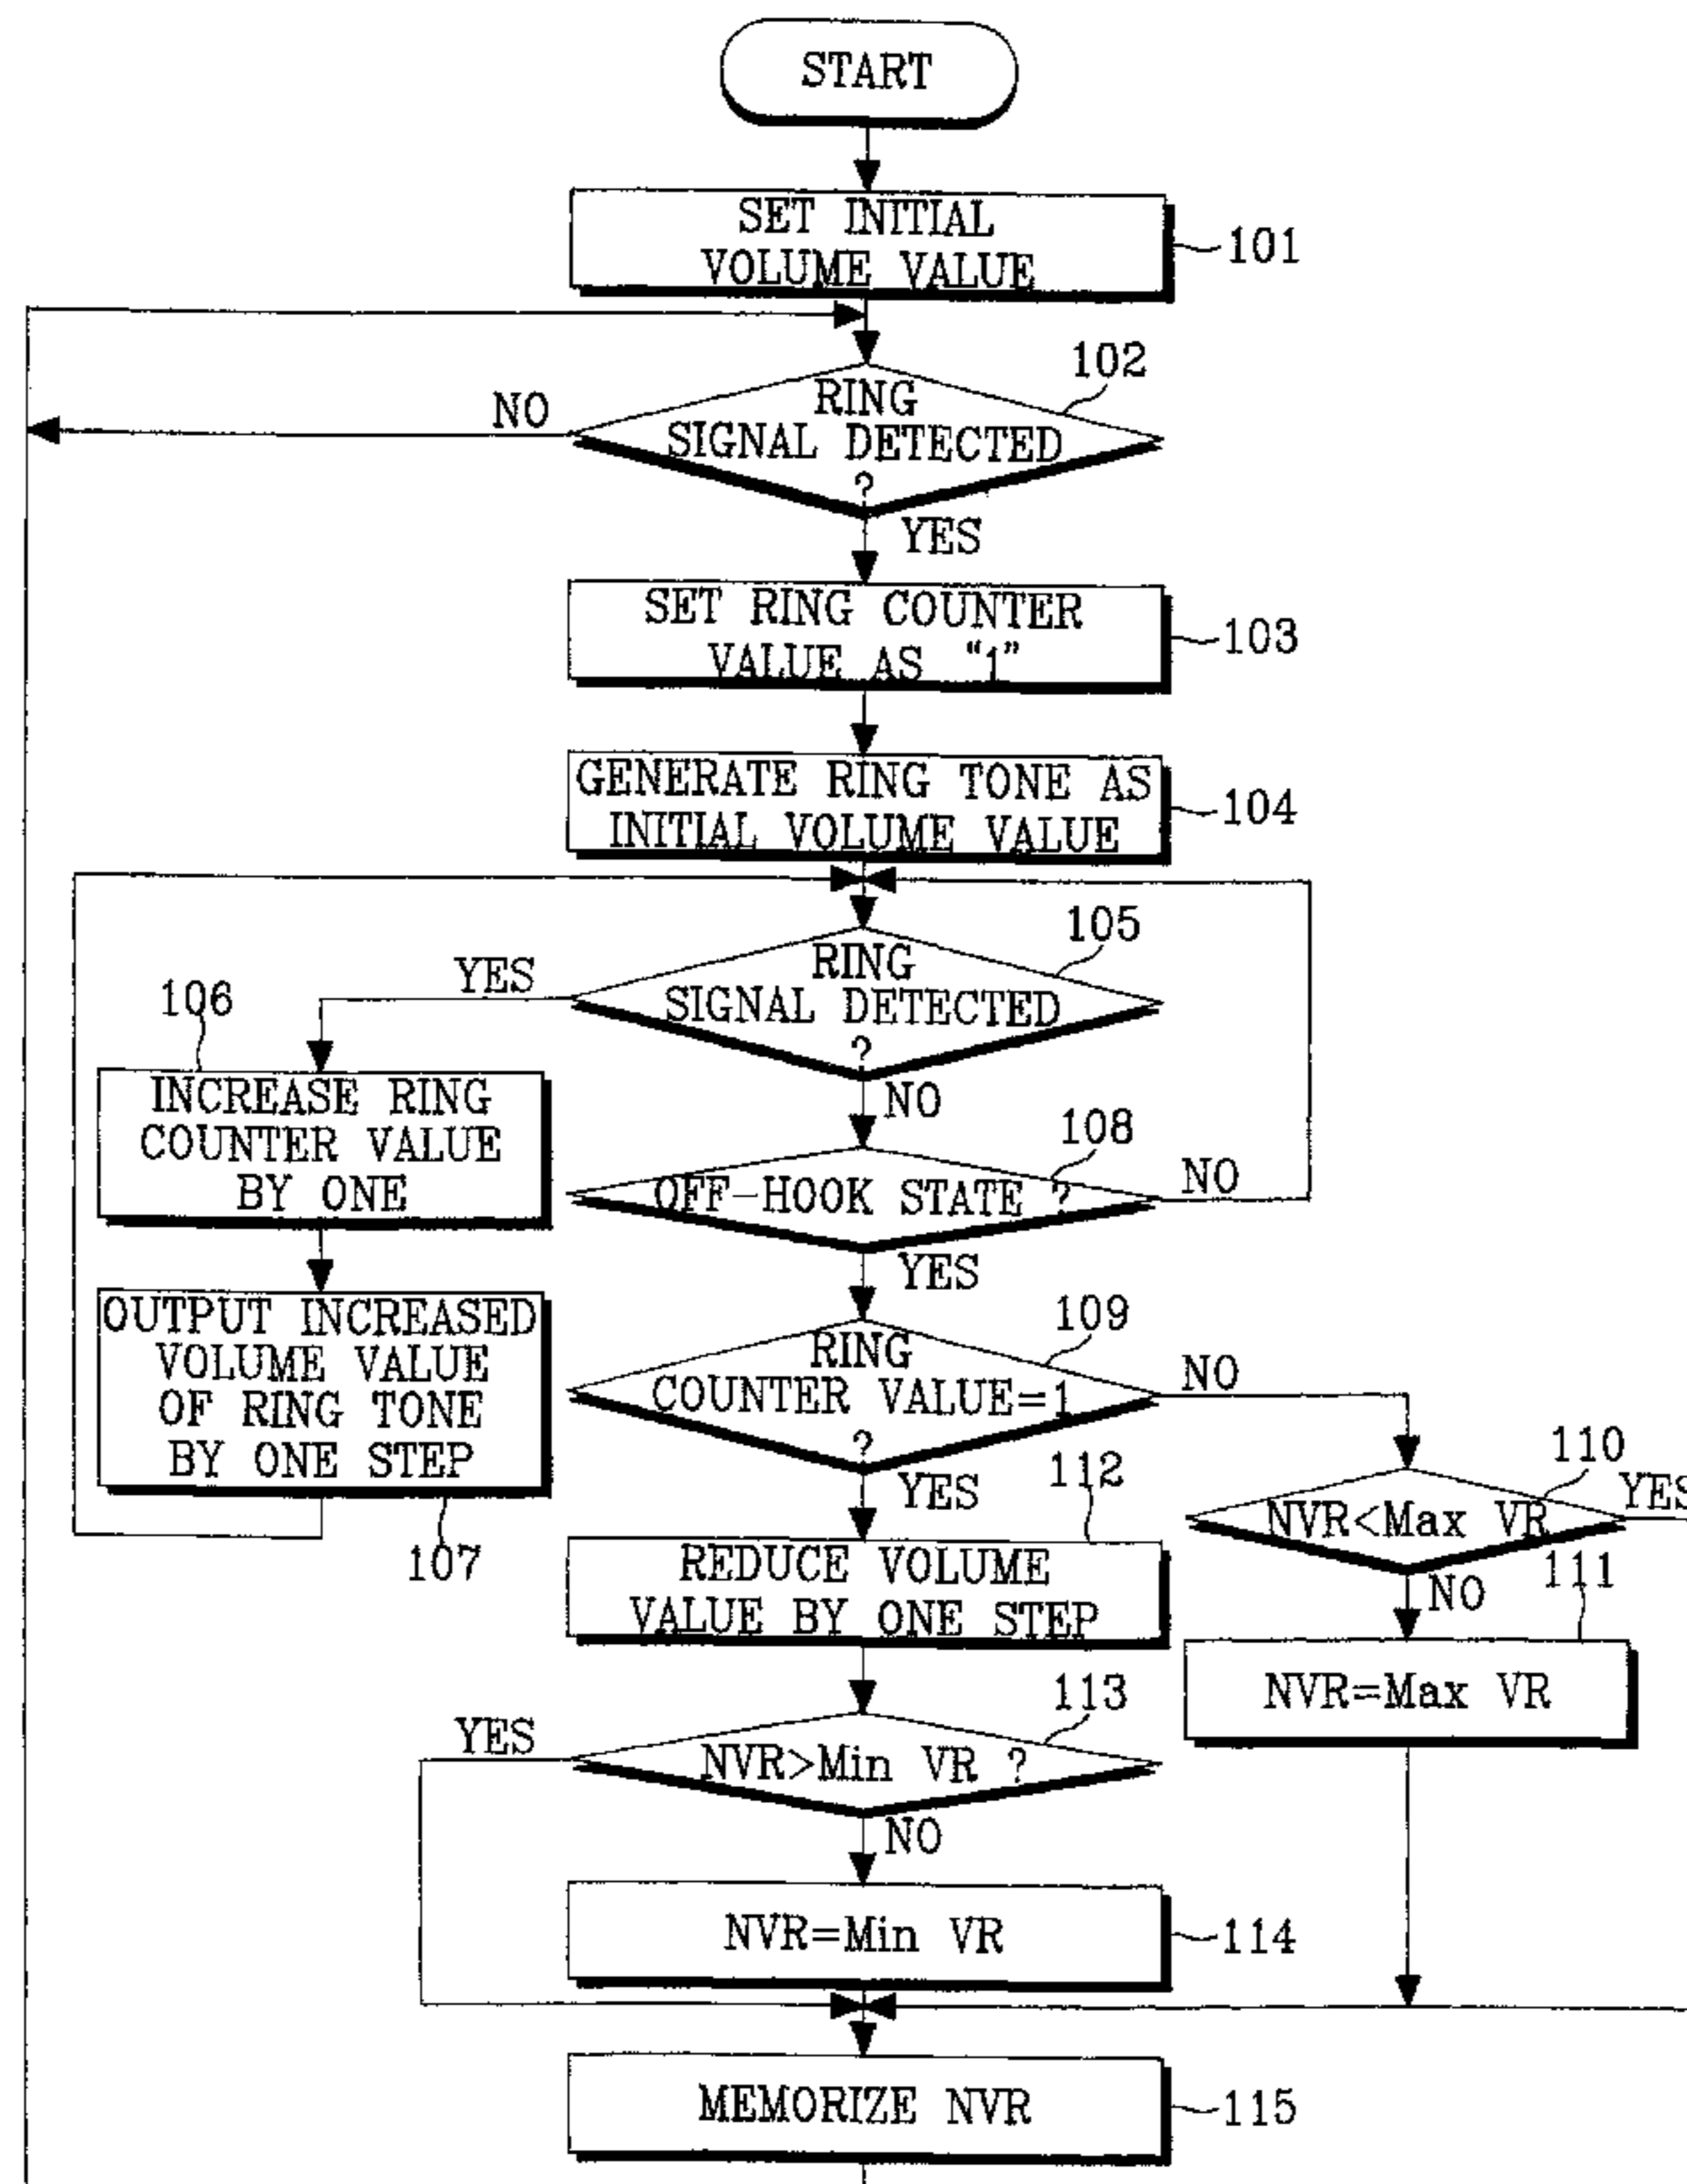 START
SET INITIAL
VOLUME VALUE
101
102
RING
SIGNAL DETECTED
?
NO
YES
SET RING COUNTER
VALUE AS "1"
103
GENERATE RING TONE AS
INITIAL VOLUME VALUE
104
105
RING
SIGNAL DETECTED
?
YES
NO
106
INCREASE RING
COUNTER VALUE
BY ONE
108
OFF-HOOK STATE ?
NO
YES
OUTPUT INCREASED
VOLUME VALUE
OF RING TONE
BY ONE STEP
107
109
RING
COUNTER VALUE=1
?
NO
YES
110
NVR<Max VR
YES
NO
111
NVR=Max VR
112
REDUCE VOLUME
VALUE BY ONE STEP
113
NVR>Min VR ?
YES
NO
NVR=Min VR
114
MEMORIZE NVR
115